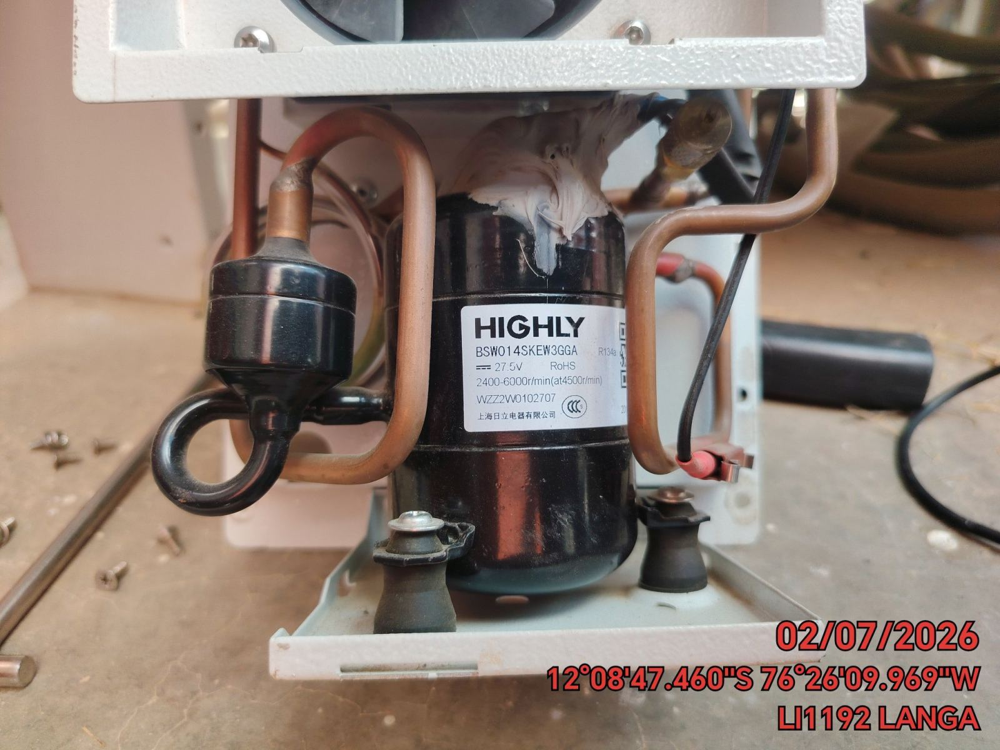 HIGHLY
BSW014SKEW3GGA R134a
27.5V RoHS
2400-6000r/min(at4500r/min)
WZZ2W0102707
上海日立电器有限公司
02/07/2026
12°08'47.460"S 76°26'09.969"W
LI1192 LANGA